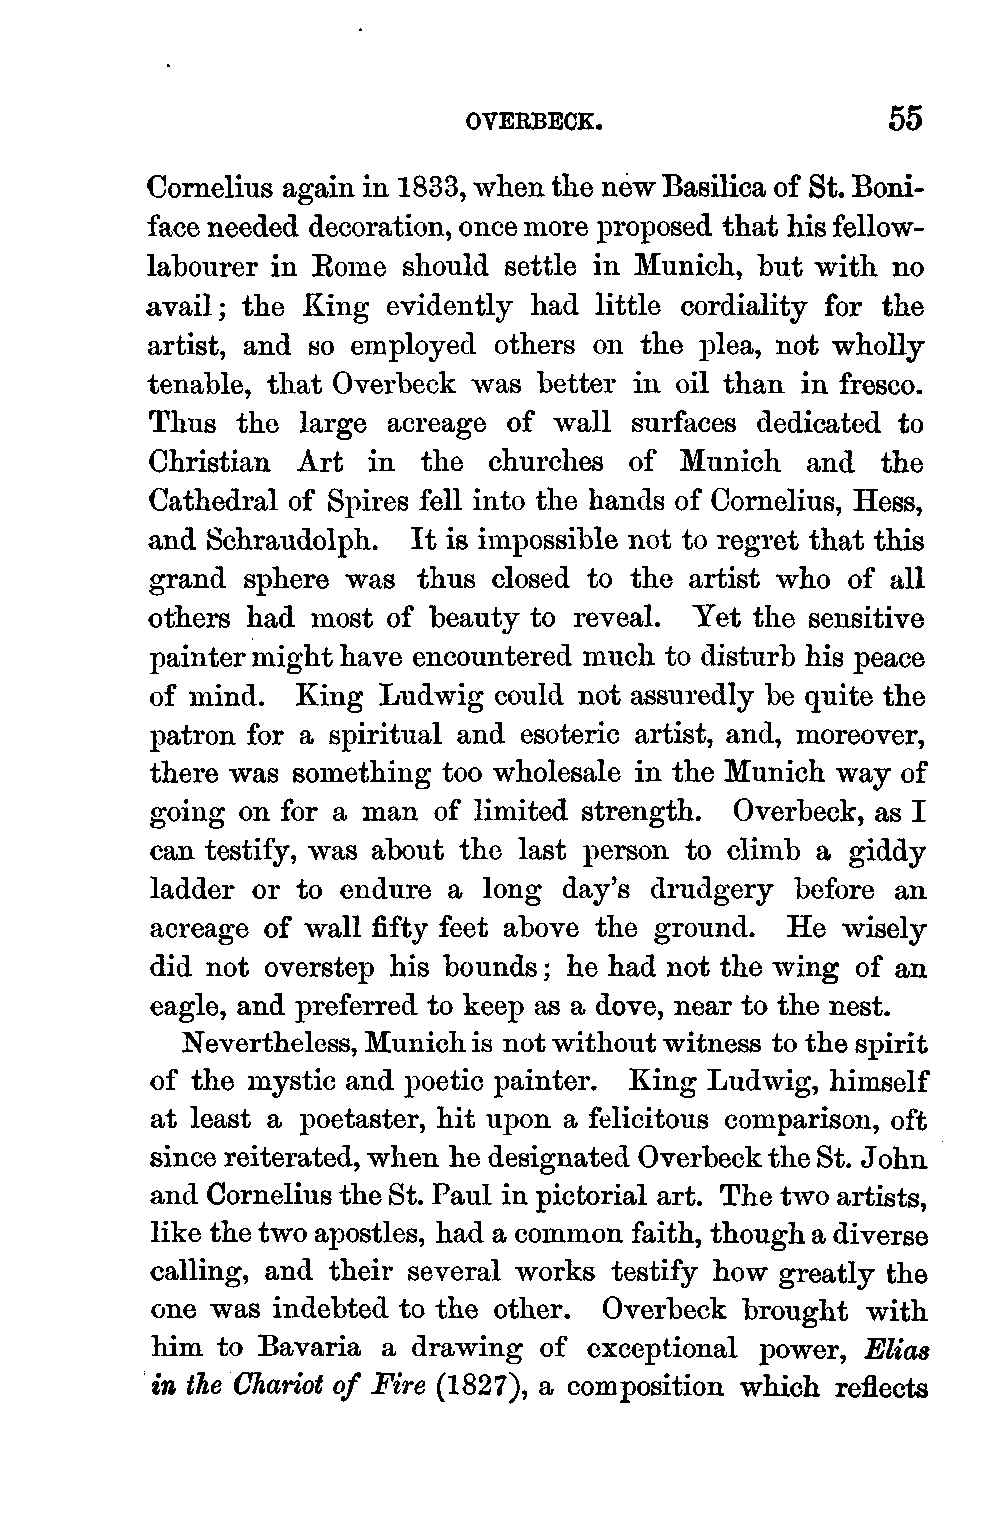 OVERBECK. 55
Cornelius again in 1833, when the new Basilica of St. Boni-
face needed decoration, once more proposed that his fellow-
labourer in Rome should settle in Munich, but with no
avail; the King evidently had little cordiality for the
artist, and so employed others on the plea, not wholly
tenable, that Overbeck was better in oil than in fresco.
Thus the large acreage of wall surfaces dedicated to
Christian Art in the churches of Munich and the
Cathedral of Spires fell into the hands of Cornelius, Hess,
and Schraudolph. It is impossible not to regret that this
grand sphere was thus closed to the artist who of all
others had most of beauty to reveal. Yet the sensitive
painter might have encountered much to disturb his peace
of mind. King Ludwig could not assuredly be quite the
patron for a spiritual and esoteric artist, and, moreover,
there was something too wholesale in the Munich way of
going on for a man of limited strength. Overbeck, as I
can testify, was about the last person to climb a giddy
ladder or to endure a long day's drudgery before an
acreage of wall fifty feet above the ground. He wisely
did not overstep his bounds; he had not the wing of an
eagle, and preferred to keep as a dove, near to the nest.
Nevertheless, Munich is not without witness to the spirit
of the mystic and poetic painter. King Ludwig, himself
at least a poetaster, hit upon a felicitous comparison, oft
since reiterated, when he designated Overbeck the St. John
and Cornelius the St. Paul in pictorial art. The two artists,
like the two apostles, had a common faith, though a diverse
calling, and their several works testify how greatly the
one was indebted to the other. Overbeck brought with
him to Bavaria a drawing of exceptional power, Elias
in the Chariot of Fire (1827), a composition which reflects